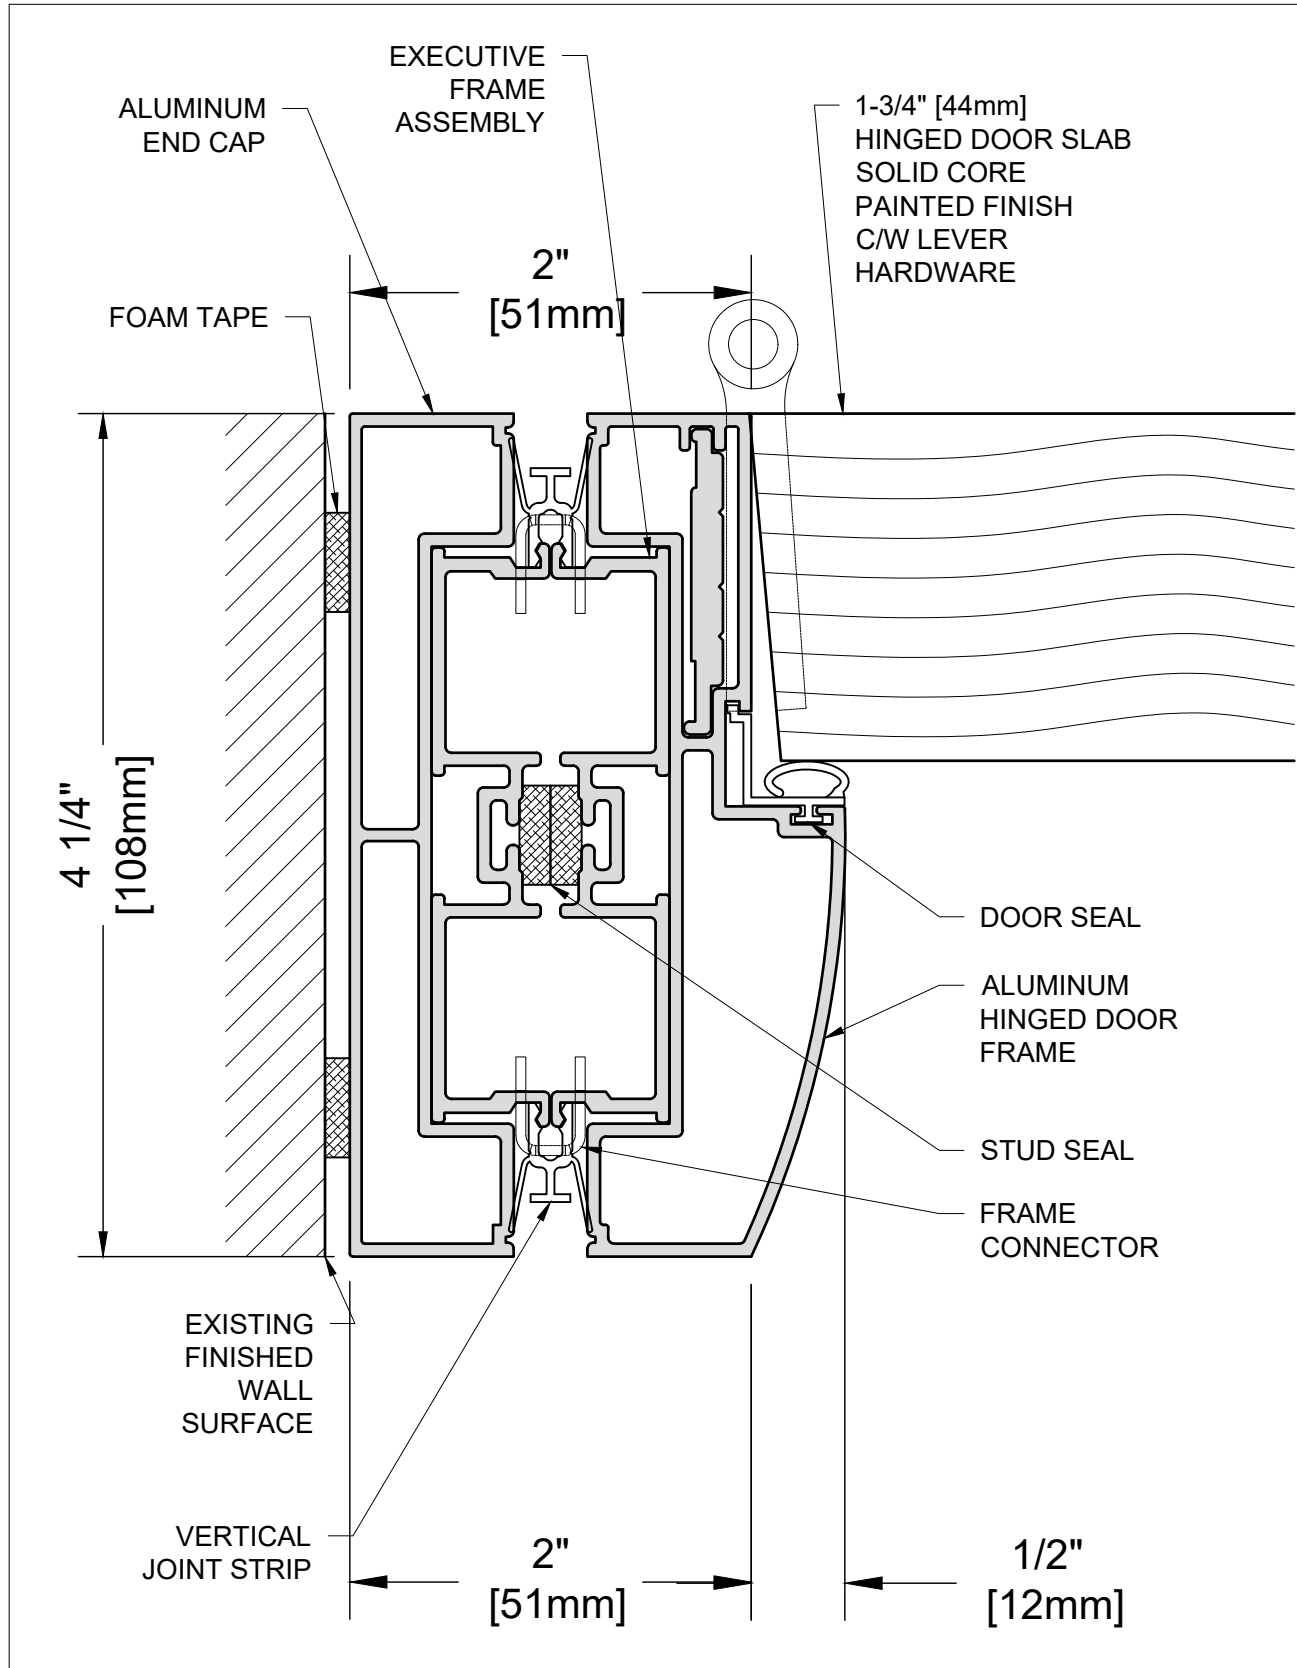 EXECUTIVE
FRAME
ASSEMBLY
ALUMINUM
END CAP
1-3/4" [44mm]
HINGED DOOR SLAB
SOLID CORE
PAINTED FINISH
C/W LEVER
HARDWARE
2"
[51mm]
FOAM TAPE
4 1/4"
[108mm]
DOOR SEAL
ALUMINUM
HINGED DOOR
FRAME
STUD SEAL
FRAME
CONNECTOR
EXISTING
FINISHED
WALL
SURFACE
VERTICAL
JOINT STRIP
2"
[51mm]
1/2"
[12mm]